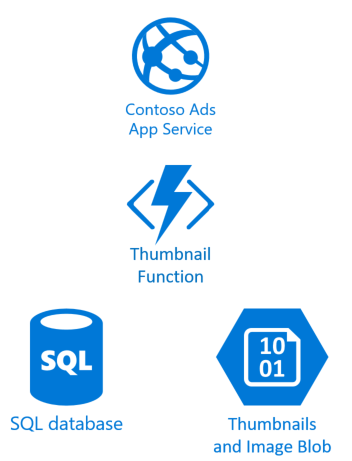 Contoso Ads
App Service
Thumbnail
Function
SQL
10
01
SQL database
Thumbnails
and Image Blob